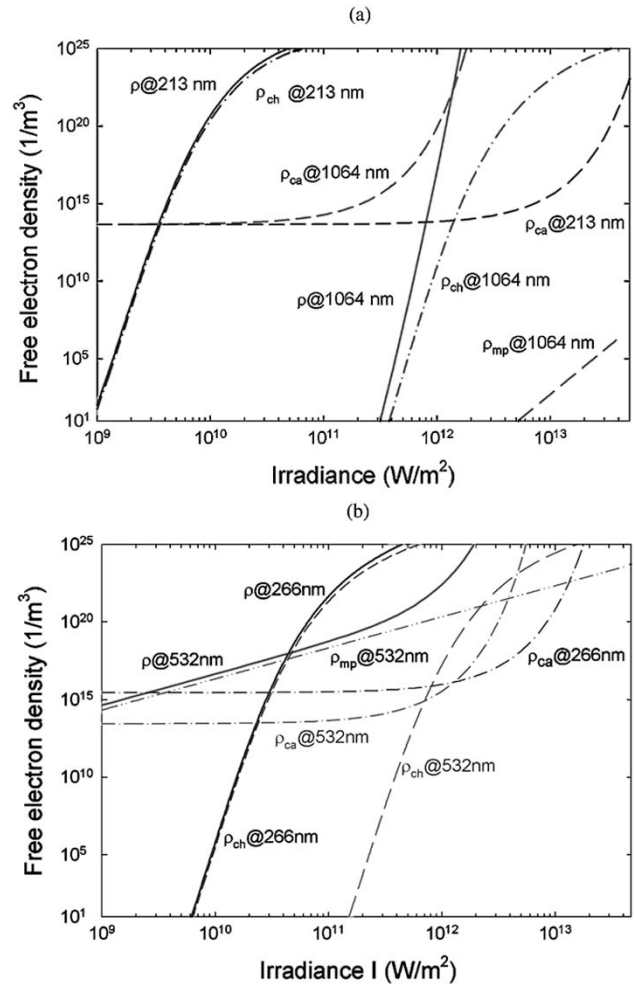 (a)
10²⁵
ρ@213 nm
ρch @213 nm
10²⁰
ρca@1064 nm
10¹⁵
ρca@213 nm
10¹⁰
ρ@1064 nm
ρch@1064 nm
10⁵
ρmp@1064 nm
10¹
10⁹ 10¹⁰ 10¹¹ 10¹² 10¹³
Free electron density (1/m³)
Irradiance (W/m²)
(b)
10²⁵
ρ@266nm
10²⁰
ρ@532nm
ρmp@532nm
ρca@266nm
10¹⁵
ρca@532nm
ρch@532nm
10¹⁰
10⁵
ρch@266nm
10¹
10⁹ 10¹⁰ 10¹¹ 10¹² 10¹³
Free electron density (1/m³)
Irradiance I (W/m²)